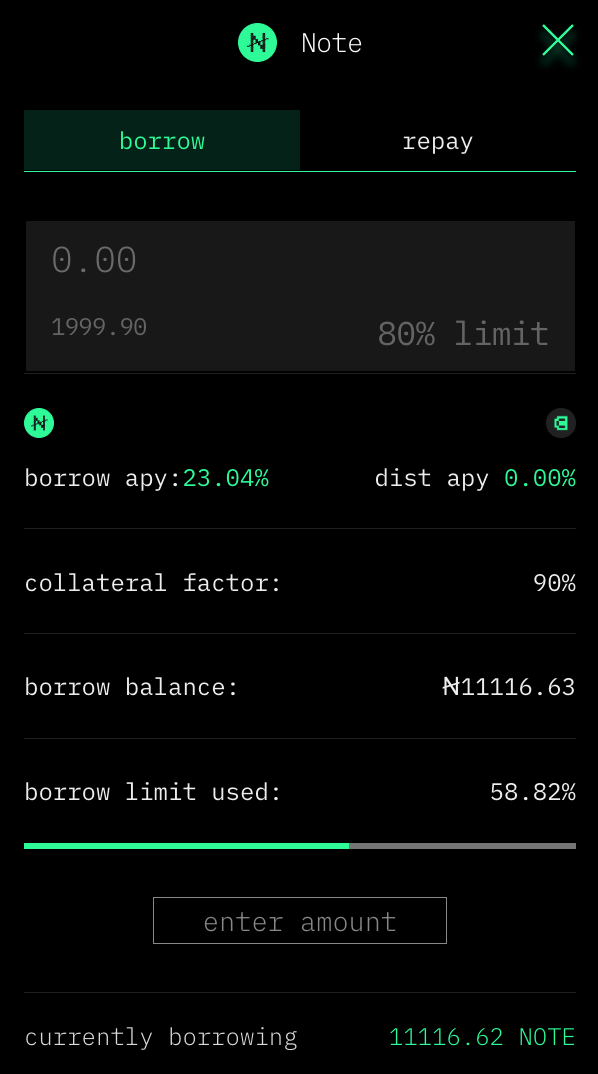 Note
borrow repay
0.00
1999.90 80% limit
borrow apy:23.04% dist apy 0.00%
collateral factor: 90%
borrow balance: ₦11116.63
borrow limit used: 58.82%
enter amount
currently borrowing 11116.62 NOTE